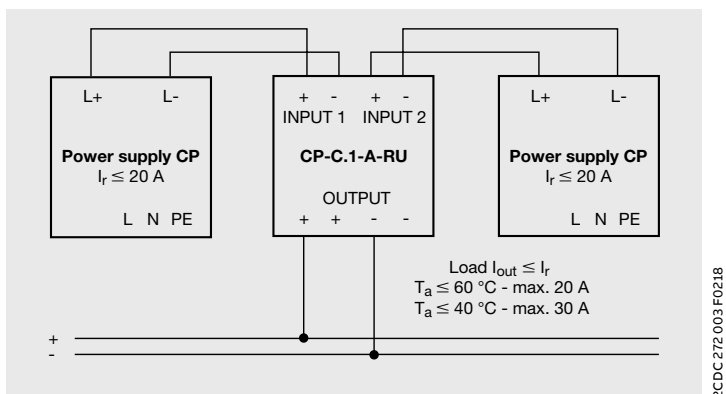 L+ L-
Power supply CP
Iᵣ ≤ 20 A
L N PE
+ - + -
INPUT 1 INPUT 2
CP-C.1-A-RU
OUTPUT
+ + - -
L+ L-
Power supply CP
Iᵣ ≤ 20 A
L N PE
Load Iout ≤ Iᵣ
Ta ≤ 60 °C - max. 20 A
Ta ≤ 40 °C - max. 30 A
+
-
2CDC 272 003 F0218